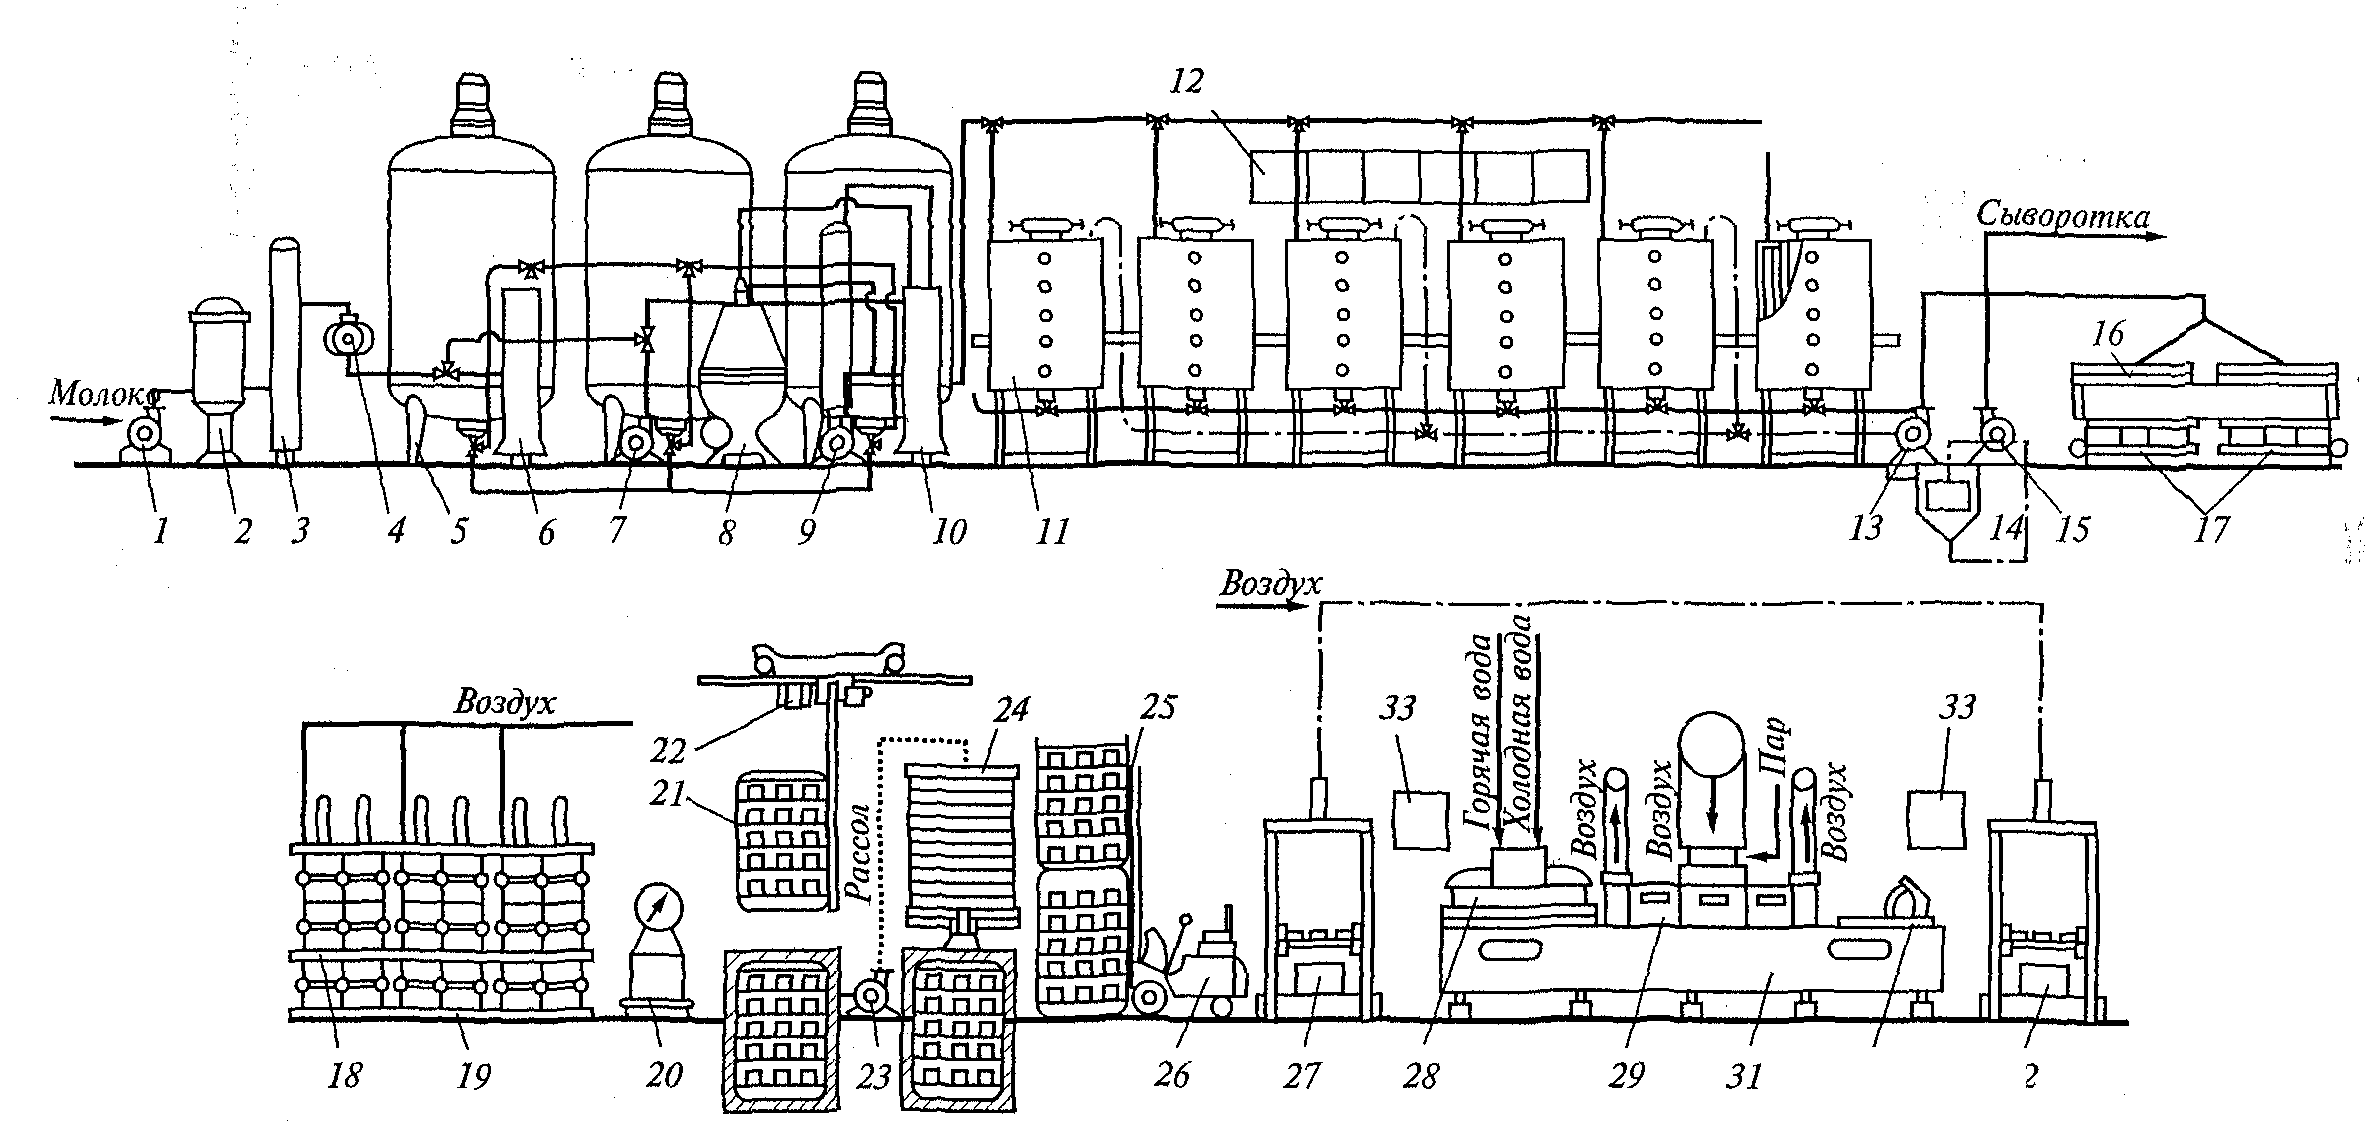 12
Сыворотка
16
Молоко
1 2 3 4 5 6 7 8 9 10 11 13 14 15 17
Воздух
Воздух
22
21
24
25
33
33
Рассол
Горячая вода
Холодная вода
Воздух
Воздух
Пар
Воздух
18 19 20 23 26 27 28 29 31 2